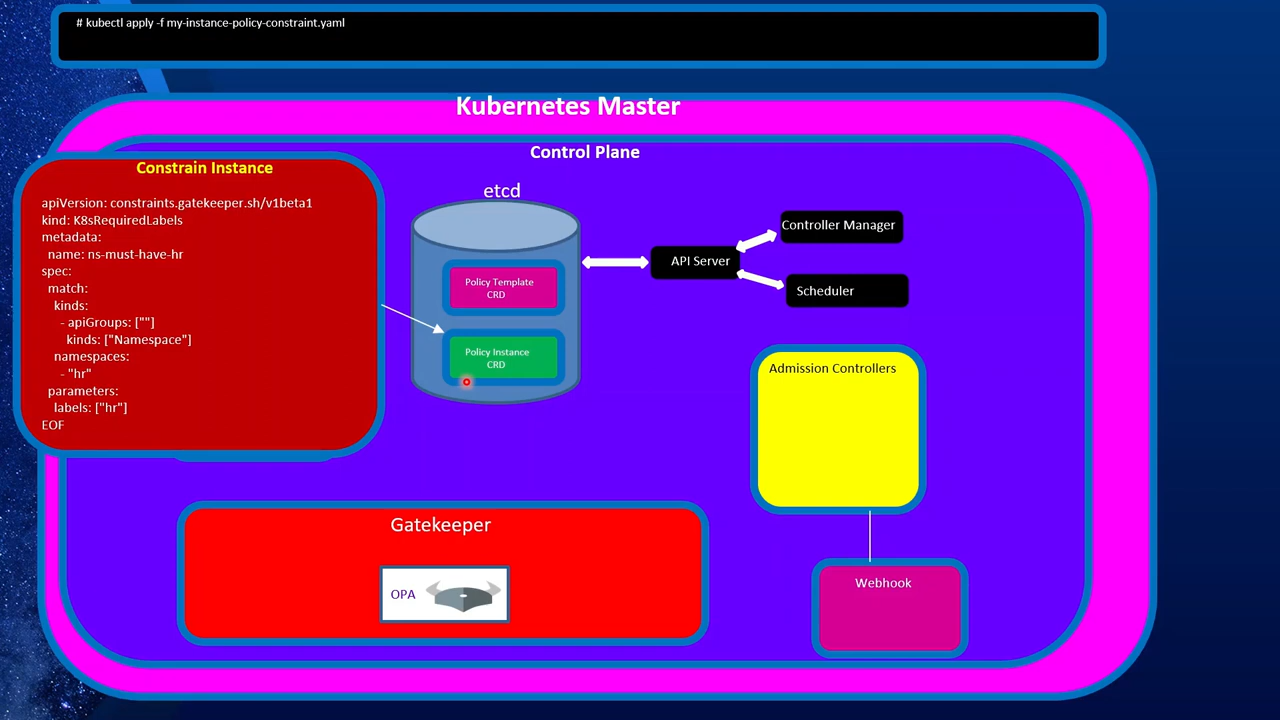 # kubectl apply -f my-instance-policy-constraint.yaml
Kubernetes Master
Control Plane
Constrain Instance
apiVersion: constraints.gatekeeper.sh/v1beta1
kind: K8sRequiredLabels
metadata:
name: ns-must-have-hr
spec:
match:
kinds:
- apiGroups: [""]
kinds: ["Namespace"]
namespaces:
- "hr"
parameters:
labels: ["hr"]
EOF
etcd
Policy Template
CRD
Policy Instance
CRD
API Server
Controller Manager
Scheduler
Admission Controllers
Gatekeeper
OPA
Webhook